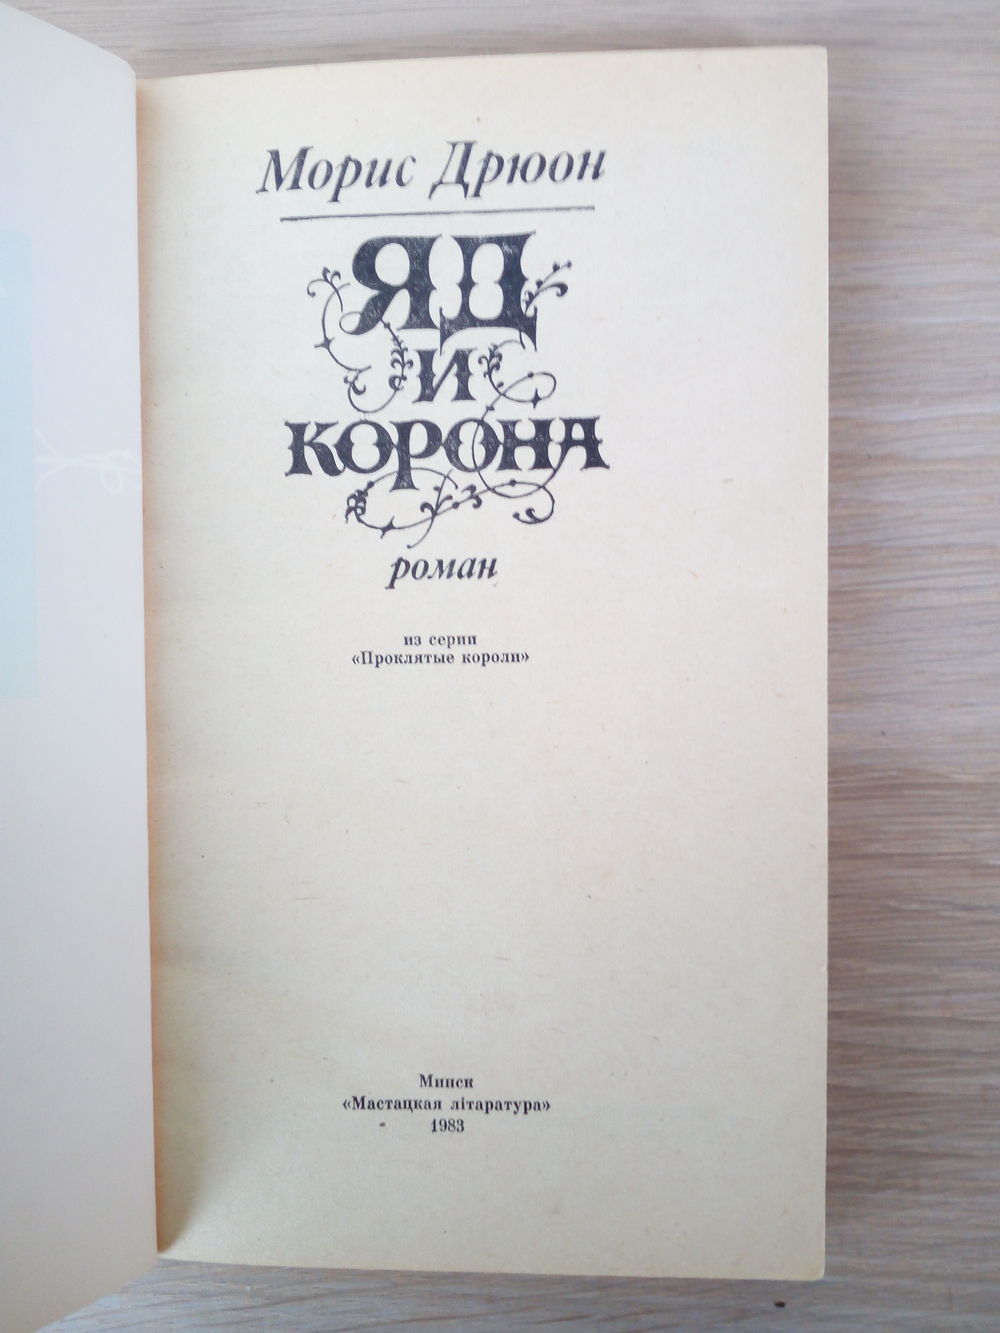 Морис Дрюон
ЯД
И
КОРОНА
роман
из серии
«Проклятые короли»
Минск
«Мастацкая літаратура»
1983